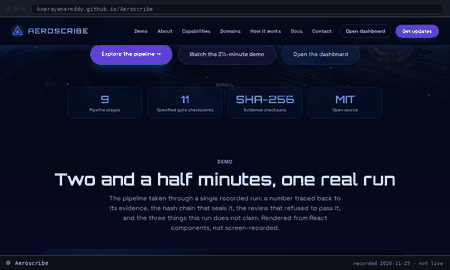 knarayanareddy.github.io/Aeroscribe
AEROSCRIBE Demo About Capabilities Domains How it works Docs Contact Open dashboard Get updates
Explore the pipeline Watch the 2½-minute demo Open the dashboard
SCROLL
9 11 SHA-256 MIT
Pipeline stages Specified gate checkpoints Evidence checksums Open source
DEMO
Two and a half minutes, one real run
The pipeline taken through a single recorded run: a number traced back to
its evidence, the hash chain that seals it, the review that refused to pass it,
and the three things this run does not claim. Rendered from React
components, not screen-recorded.
Aeroscribe recorded 2026-11-23 · not live